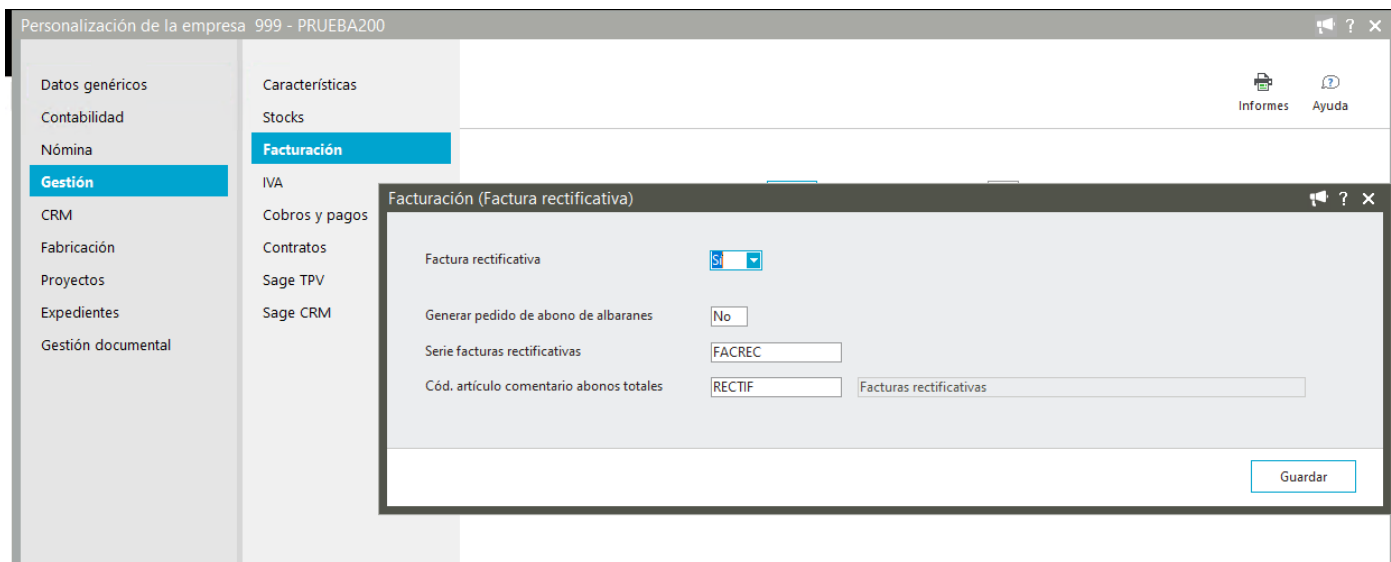 Personalización de la empresa 999 - PRUEBA200
?
Datos genéricos
Contabilidad
Nómina
Gestión
CRM
Fabricación
Proyectos
Expedientes
Gestión documental
Características
Stocks
Facturación
IVA
Cobros y pagos
Contratos
Sage TPV
Sage CRM
Informes
Ayuda
Facturación (Factura rectificativa)
?
Factura rectificativa Sí
Generar pedido de abono de albaranes No
Serie facturas rectificativas FACREC
Cód. artículo comentario abonos totales RECTIF Facturas rectificativas
Guardar